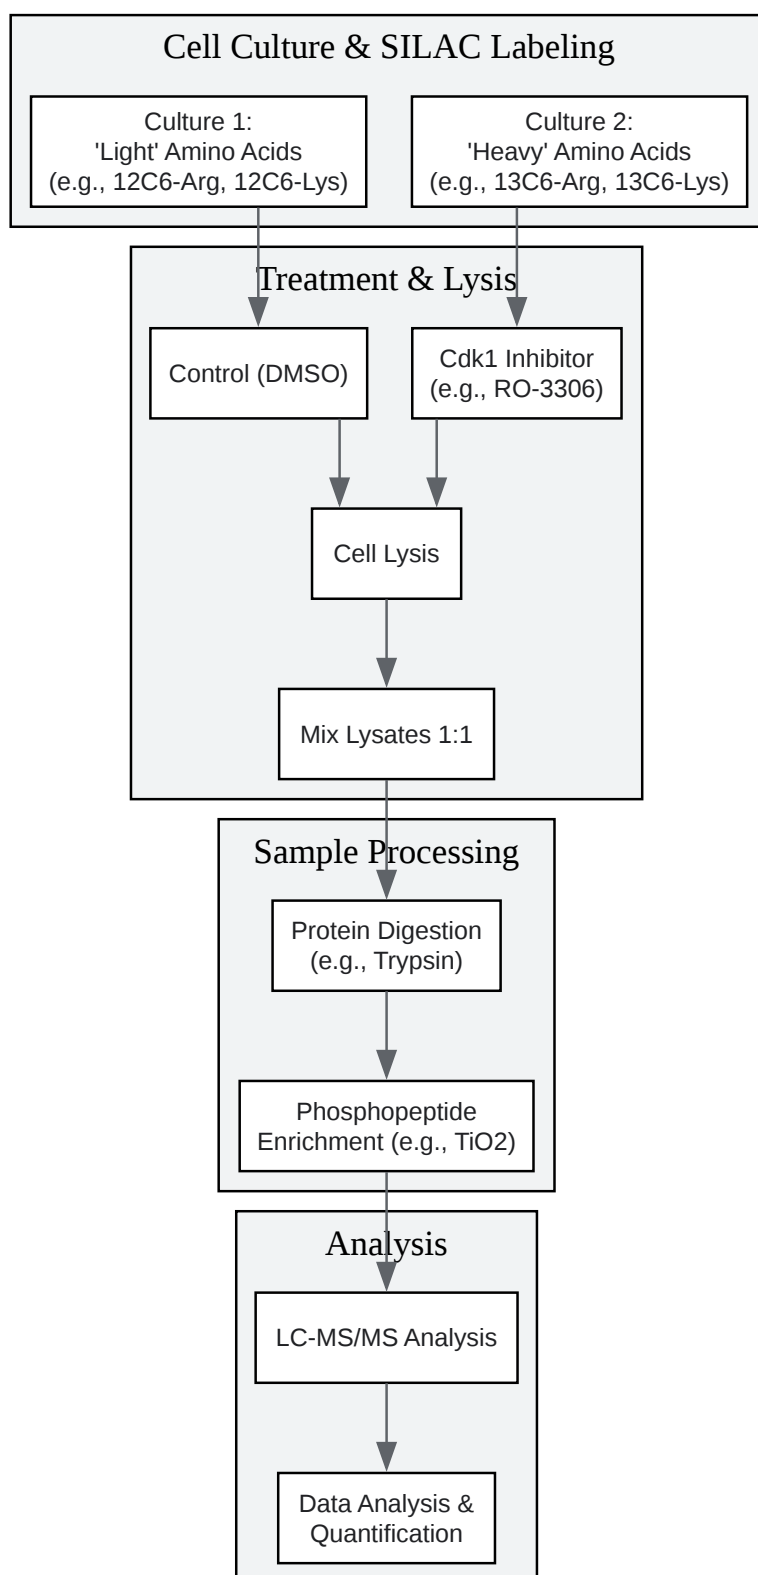 Cell Culture & SILAC Labeling
Culture 1:
'Light' Amino Acids
(e.g., 12C6-Arg, 12C6-Lys)
Culture 2:
'Heavy' Amino Acids
(e.g., 13C6-Arg, 13C6-Lys)
Treatment & Lysis
Control (DMSO)
Cdk1 Inhibitor
(e.g., RO-3306)
Cell Lysis
Mix Lysates 1:1
Sample Processing
Protein Digestion
(e.g., Trypsin)
Phosphopeptide
Enrichment (e.g., TiO2)
Analysis
LC-MS/MS Analysis
Data Analysis &
Quantification